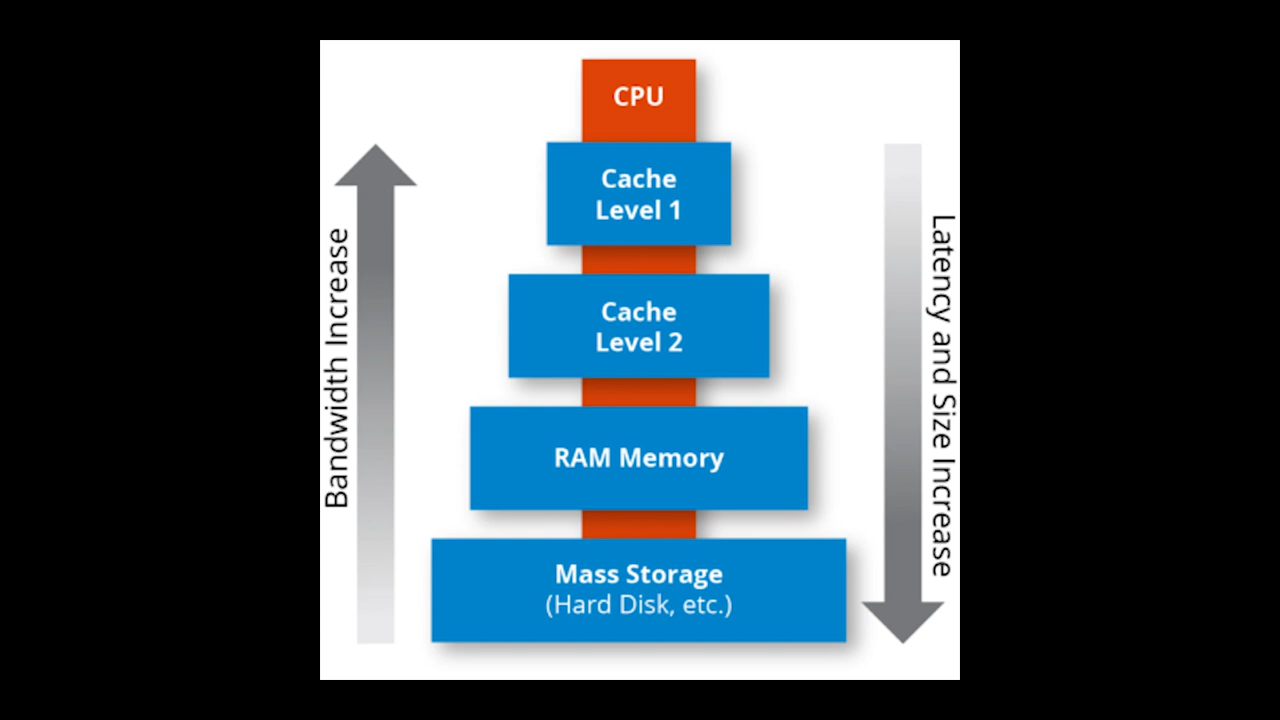 CPU
Cache
Level 1
Cache
Level 2
RAM Memory
Mass Storage
(Hard Disk, etc.)
Bandwidth Increase
Latency and Size Increase